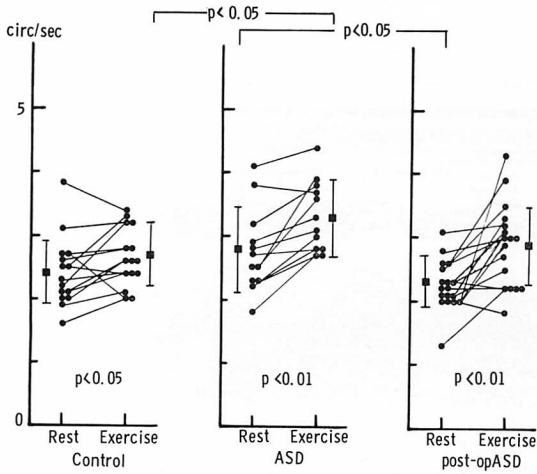 p<0.05
circ/sec
p<0.05
5
p<0.05
p<0.01
p<0.01
0
Rest Exercise Rest Exercise Rest Exercise
Control ASD post-opASD